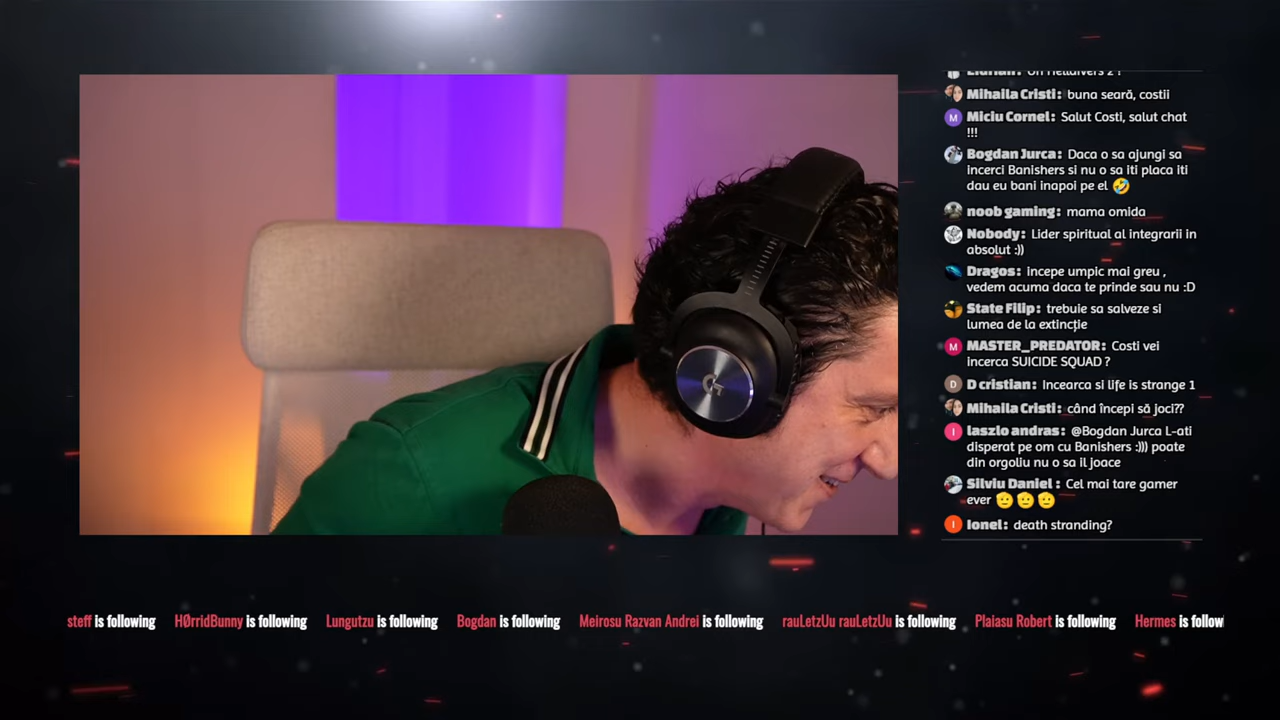 Helldivers 2 ?
Mihaila Cristi: buna seară, costii
M Miciu Cornel: Salut Costi, salut chat
!!!
Bogdan Jurca: Daca o sa ajungi sa
incerci Banishers si nu o sa iti placa iti
dau eu bani inapoi pe el 🤣
noob gaming: mama omida
Nobody: Lider spiritual al integrarii in
absolut :))
Dragos: incepe umpic mai greu ,
vedem acuma daca te prinde sau nu :D
State Filip: trebuie sa salveze si
lumea de la extincție
M MASTER_PREDATOR: Costi vei
incerca SUICIDE SQUAD ?
D D cristian: Incearca si life is strange 1
Mihaila Cristi: când începi să joci??
l laszlo andras: @Bogdan Jurca L-ati
disperat pe om cu Banishers :))) poate
din orgoliu nu o sa il joace
Silviu Daniel: Cel mai tare gamer
ever 🫡 🫡 🫡
I ionel: death stranding?
steff is following HØrridBunny is following Lungutzu is following Bogdan is following Meirosu Razvan Andrei is following rauLetzUu rauLetzUu is following Plaiasu Robert is following Hermes is follow